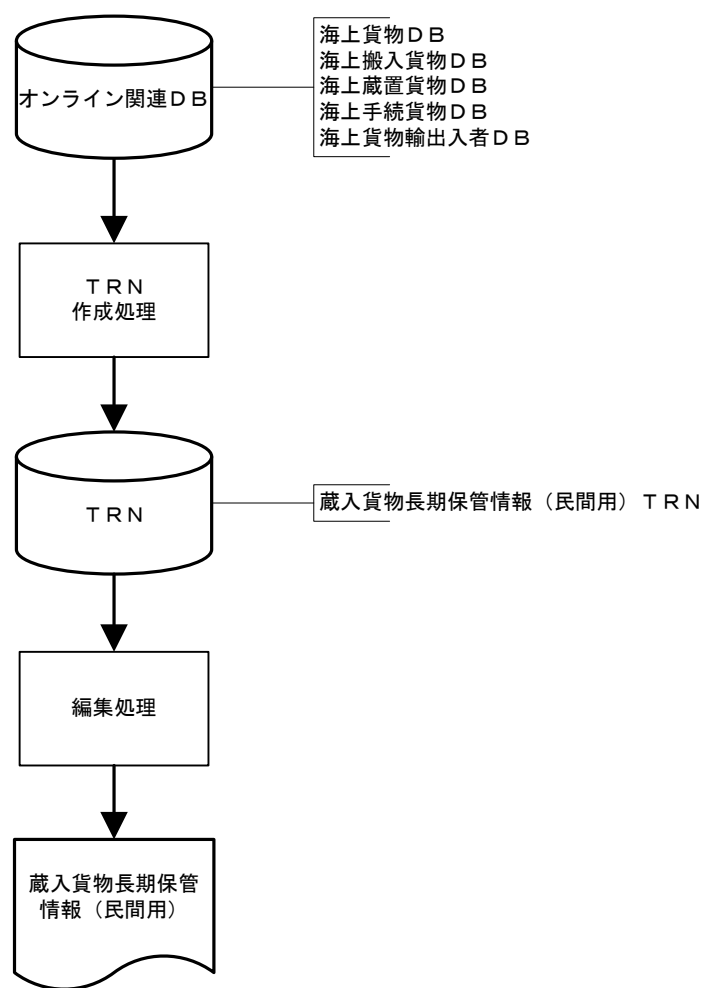 オンライン関連ＤＢ
海上貨物ＤＢ
海上搬入貨物ＤＢ
海上蔵置貨物ＤＢ
海上手続貨物ＤＢ
海上貨物輸出入者ＤＢ
ＴＲＮ
作成処理
ＴＲＮ
蔵入貨物長期保管情報（民間用）ＴＲＮ
編集処理
蔵入貨物長期保管
情報（民間用）